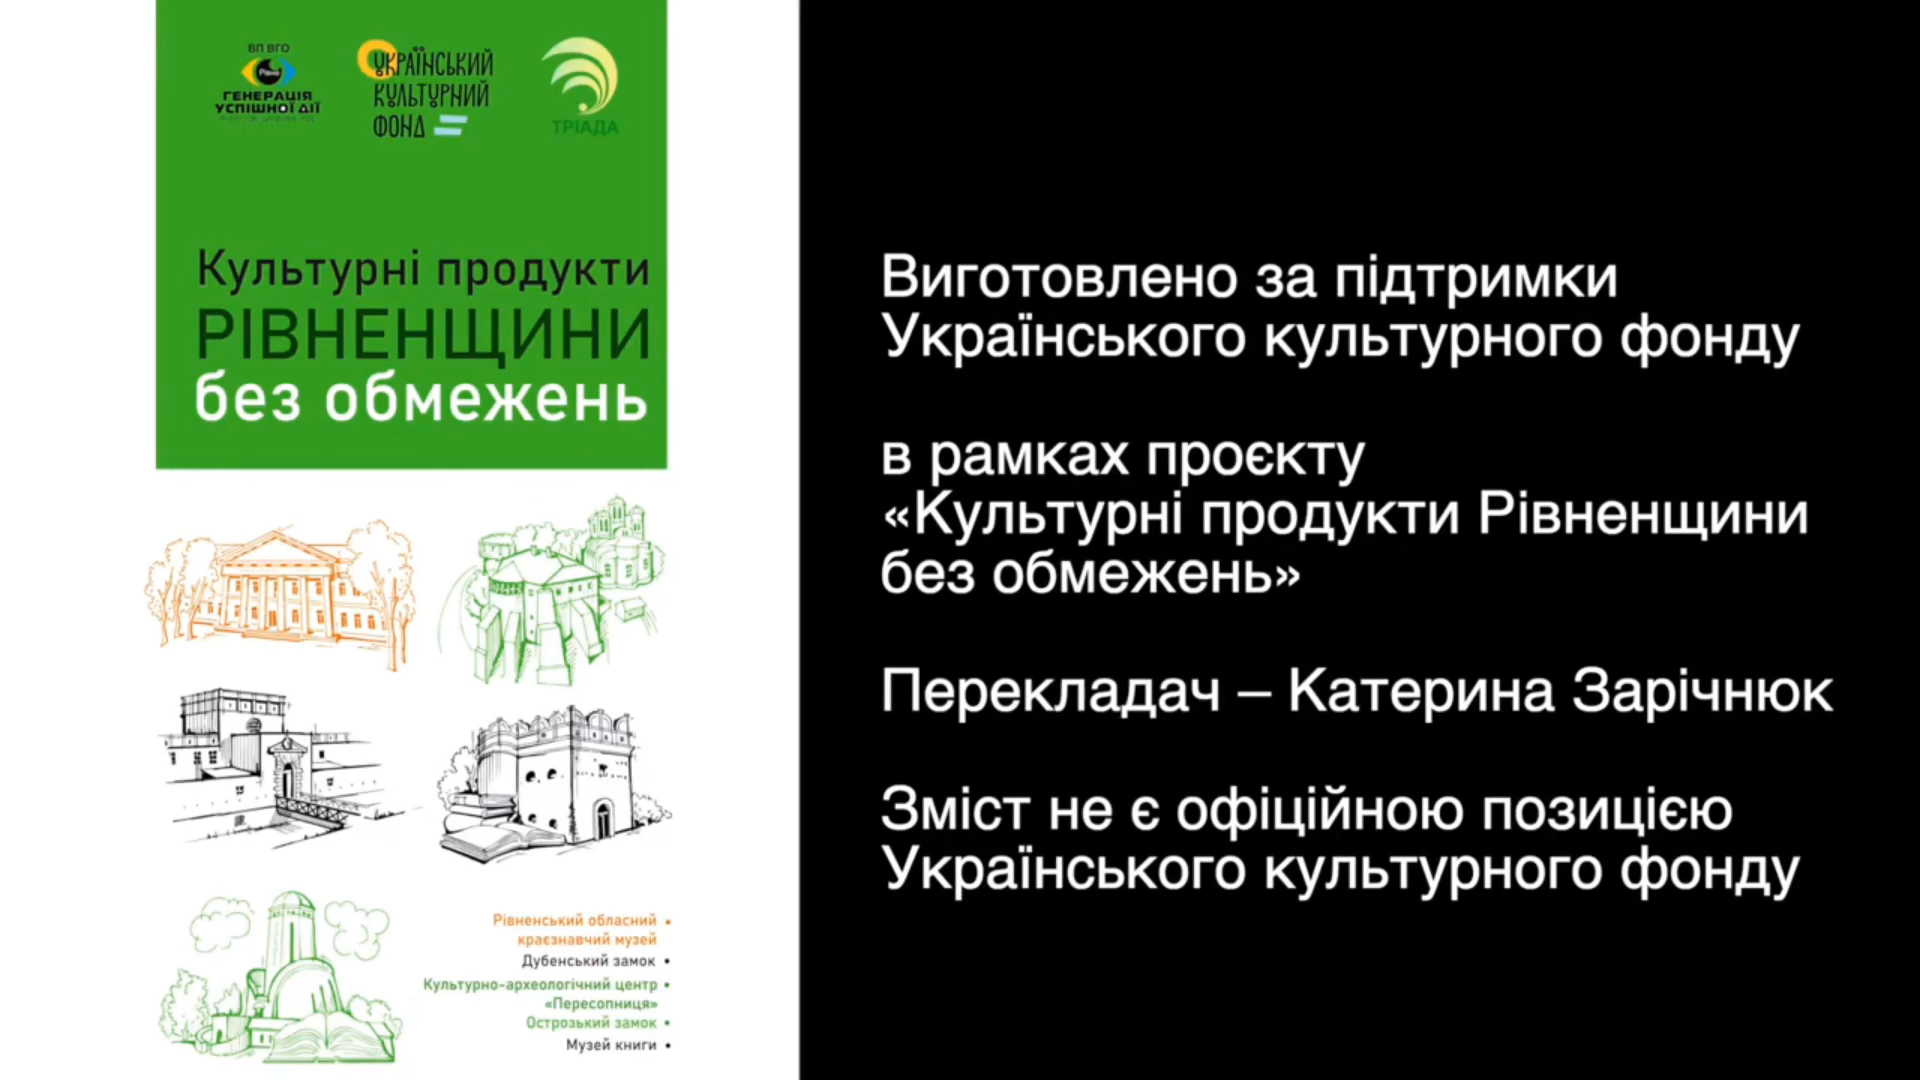 ВП ВГО
Рівне
ГЕНЕРАЦІЯ
УСПІШНОЇ ДІЇ
УКРАЇНСЬКИЙ
КУЛЬТУРНИЙ
ФОНД
ТРІАДА
Культурні продукти
РІВНЕНЩИНИ
без обмежень
Рівненський обласний •
краєзнавчий музей
Дубенський замок •
Культурно-археологічний центр •
«Пересопниця»
Острозький замок •
Музей книги •
Виготовлено за підтримки
Українського культурного фонду
в рамках проєкту
«Культурні продукти Рівненщини
без обмежень»
Перекладач – Катерина Зарічнюк
Зміст не є офіційною позицією
Українського культурного фонду